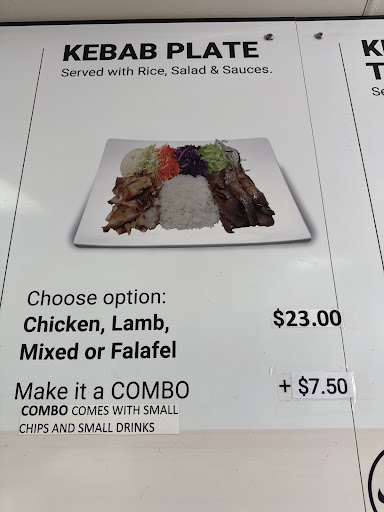 KEBAB PLATE
Served with Rice, Salad & Sauces.
Choose option:
Chicken, Lamb,
Mixed or Falafel
$23.00
Make it a COMBO
+ $7.50
COMBO COMES WITH SMALL
CHIPS AND SMALL DRINKS